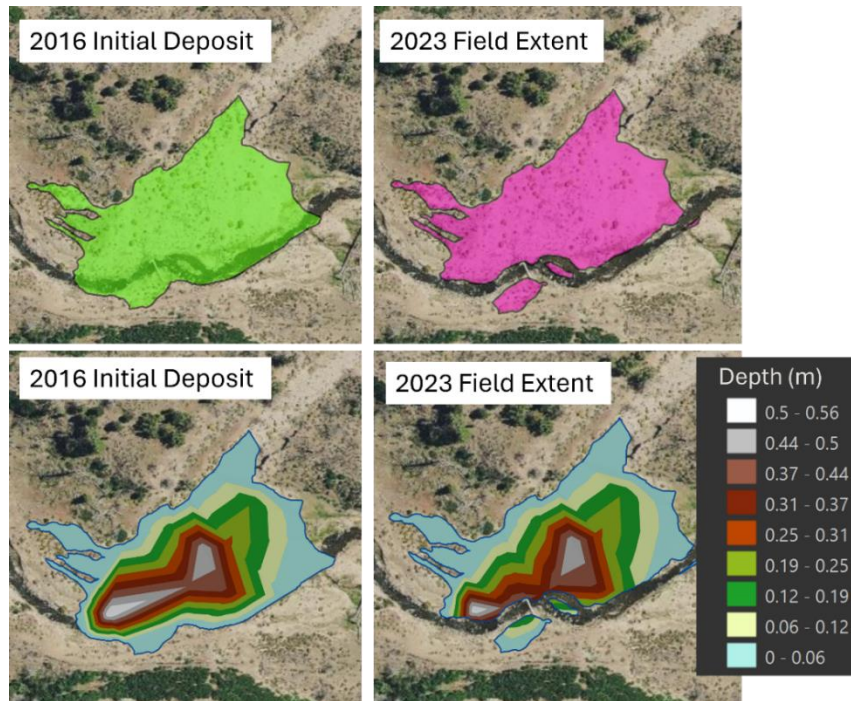 2016 Initial Deposit
2023 Field Extent
2016 Initial Deposit
2023 Field Extent
Depth (m)
0.5 - 0.56
0.44 - 0.5
0.37 - 0.44
0.31 - 0.37
0.25 - 0.31
0.19 - 0.25
0.12 - 0.19
0.06 - 0.12
0 - 0.06